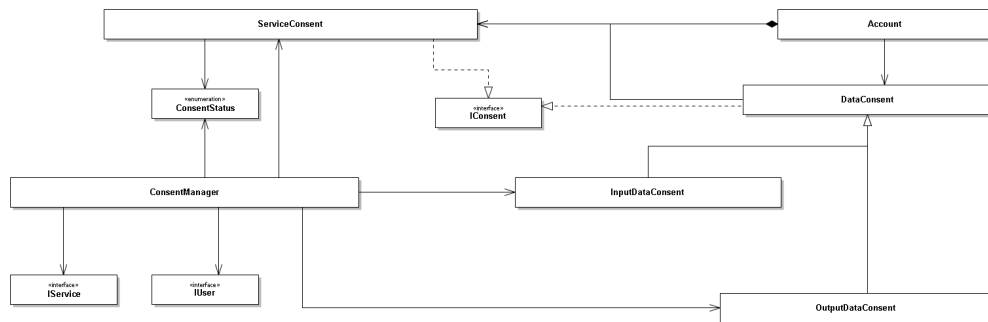 ServiceConsent
Account
«enumeration»
ConsentStatus
«interface»
IConsent
DataConsent
ConsentManager
InputDataConsent
«interface»
IService
«interface»
IUser
OutputDataConsent